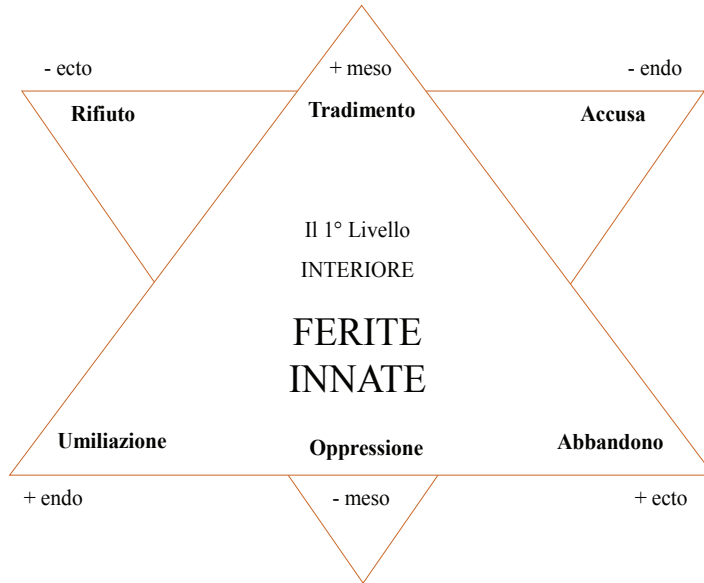 - ecto
+ meso
- endo
Rifiuto
Tradimento
Accusa
Il 1° Livello
INTERIORE
FERITE
INNATE
Umiliazione
Oppressione
Abbandono
+ endo
- meso
+ ecto